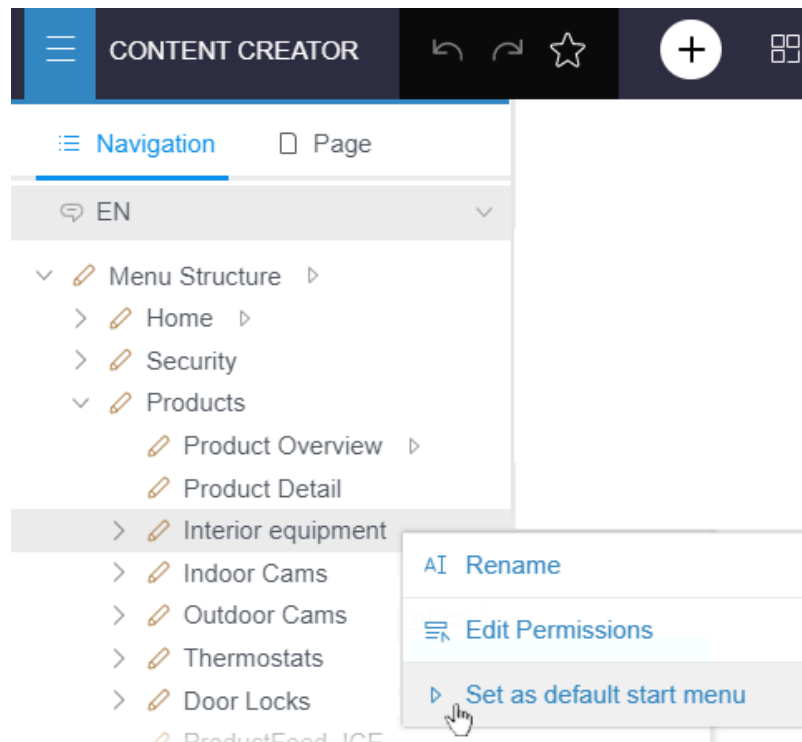 CONTENT CREATOR
Navigation Page
EN
Menu Structure
Home
Security
Products
Product Overview
Product Detail
Interior equipment
Indoor Cams
Outdoor Cams
Thermostats
Door Locks
Rename
Edit Permissions
Set as default start menu